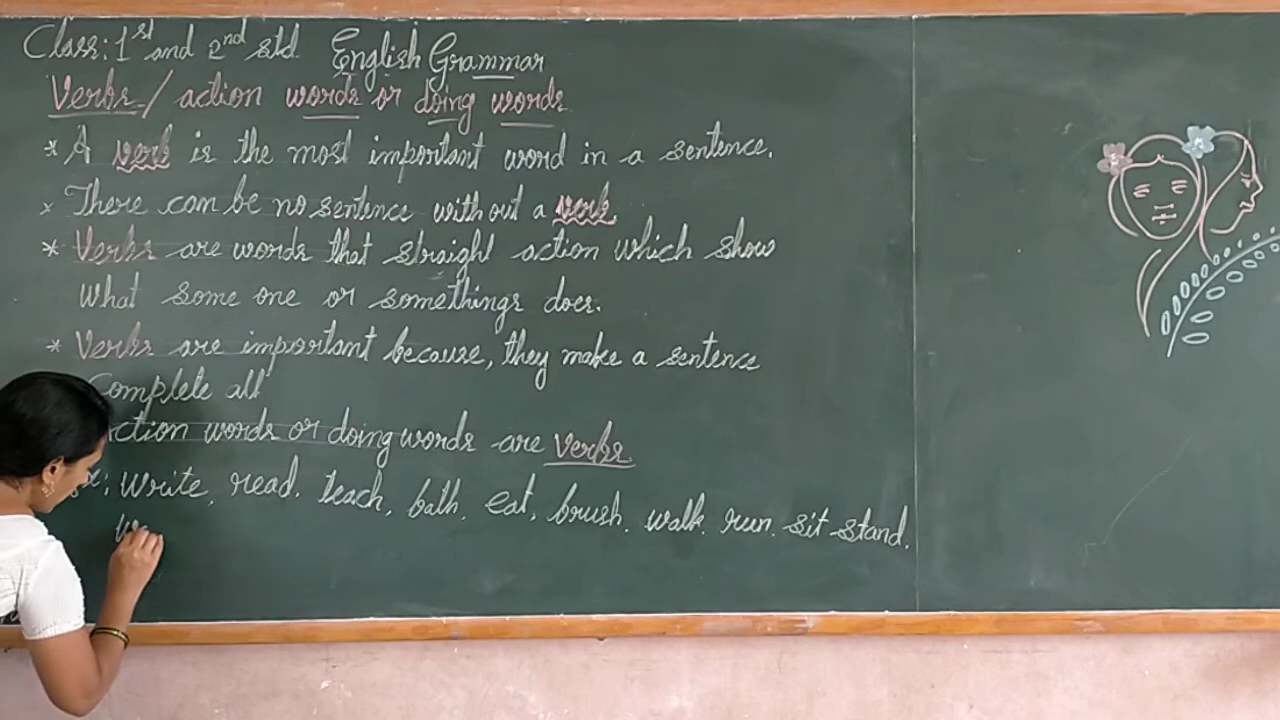 Class: 1st and 2nd std. English Grammar
Verbs / action words or doing words
* A verb is the most important word in a sentence.
* There can be no sentence without a verb.
* Verbs are words that straight action which show
What some one or somethings does.
* Verbs are important because, they make a sentence
Complete all
ction words or doing words are verbs
Ex: Write, read. teach, bath. eat, brush. walk. run. sit stand.